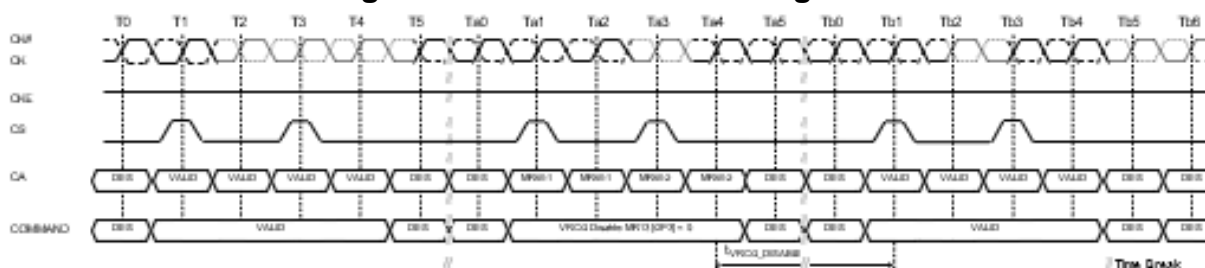 T0 T1 T2 T3 T4 T5 Ta0 Ta1 Ta2 Ta3 Ta4 Ta5 Tb0 Tb1 Tb2 Tb3 Tb4 Tb5 Tb6
CK#
CK
CKE
CS
CA DES VALID VALID VALID VALID DES DES MRW-1 MRW-1 MRW-2 MRW-2 DES DES VALID VALID VALID VALID DES DES
COMMAND DES VALID DES DES VRCG Disable MR13 [OP3] = 0 DES DES VALID DES DES
tVRCG_DISABLE
Time Break